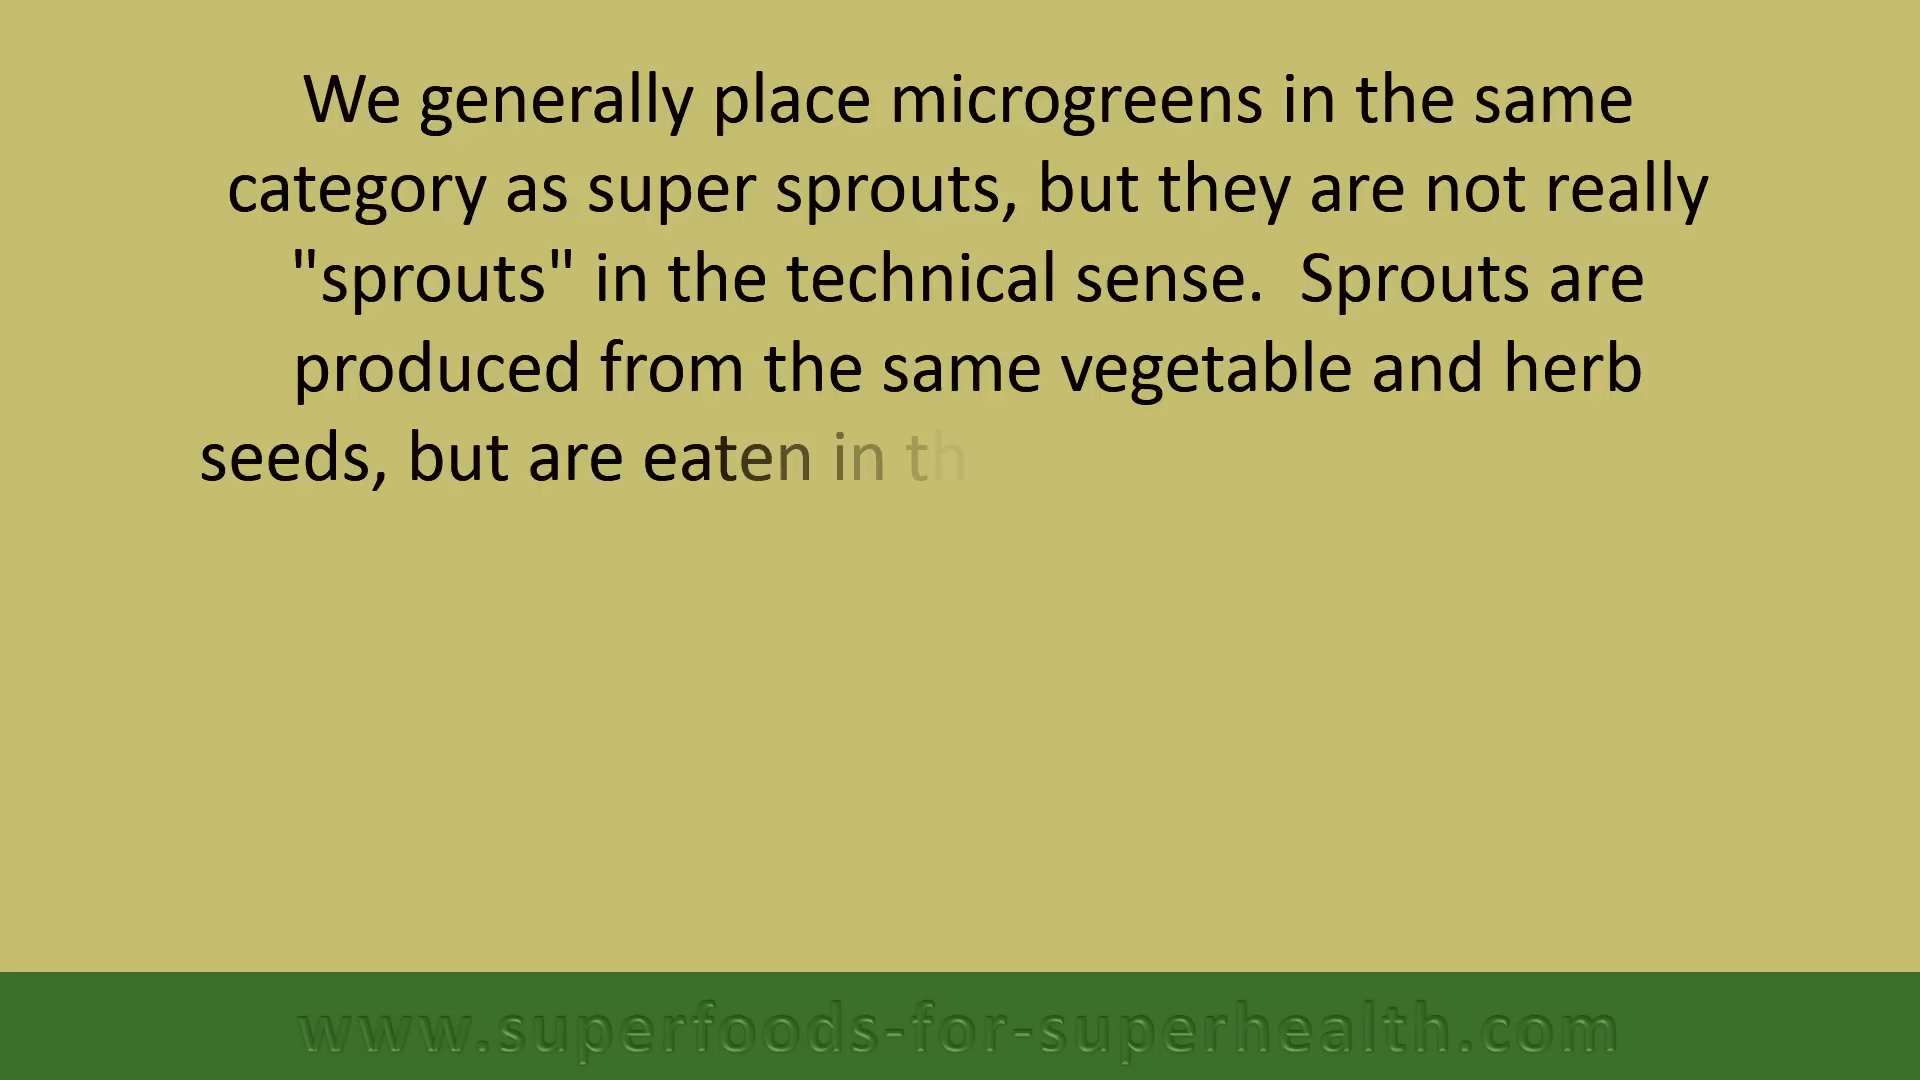 We generally place microgreens in the same
category as super sprouts, but they are not really
"sprouts" in the technical sense.  Sprouts are
produced from the same vegetable and herb
seeds, but are eaten in th
www.superfoods-for-superhealth.com